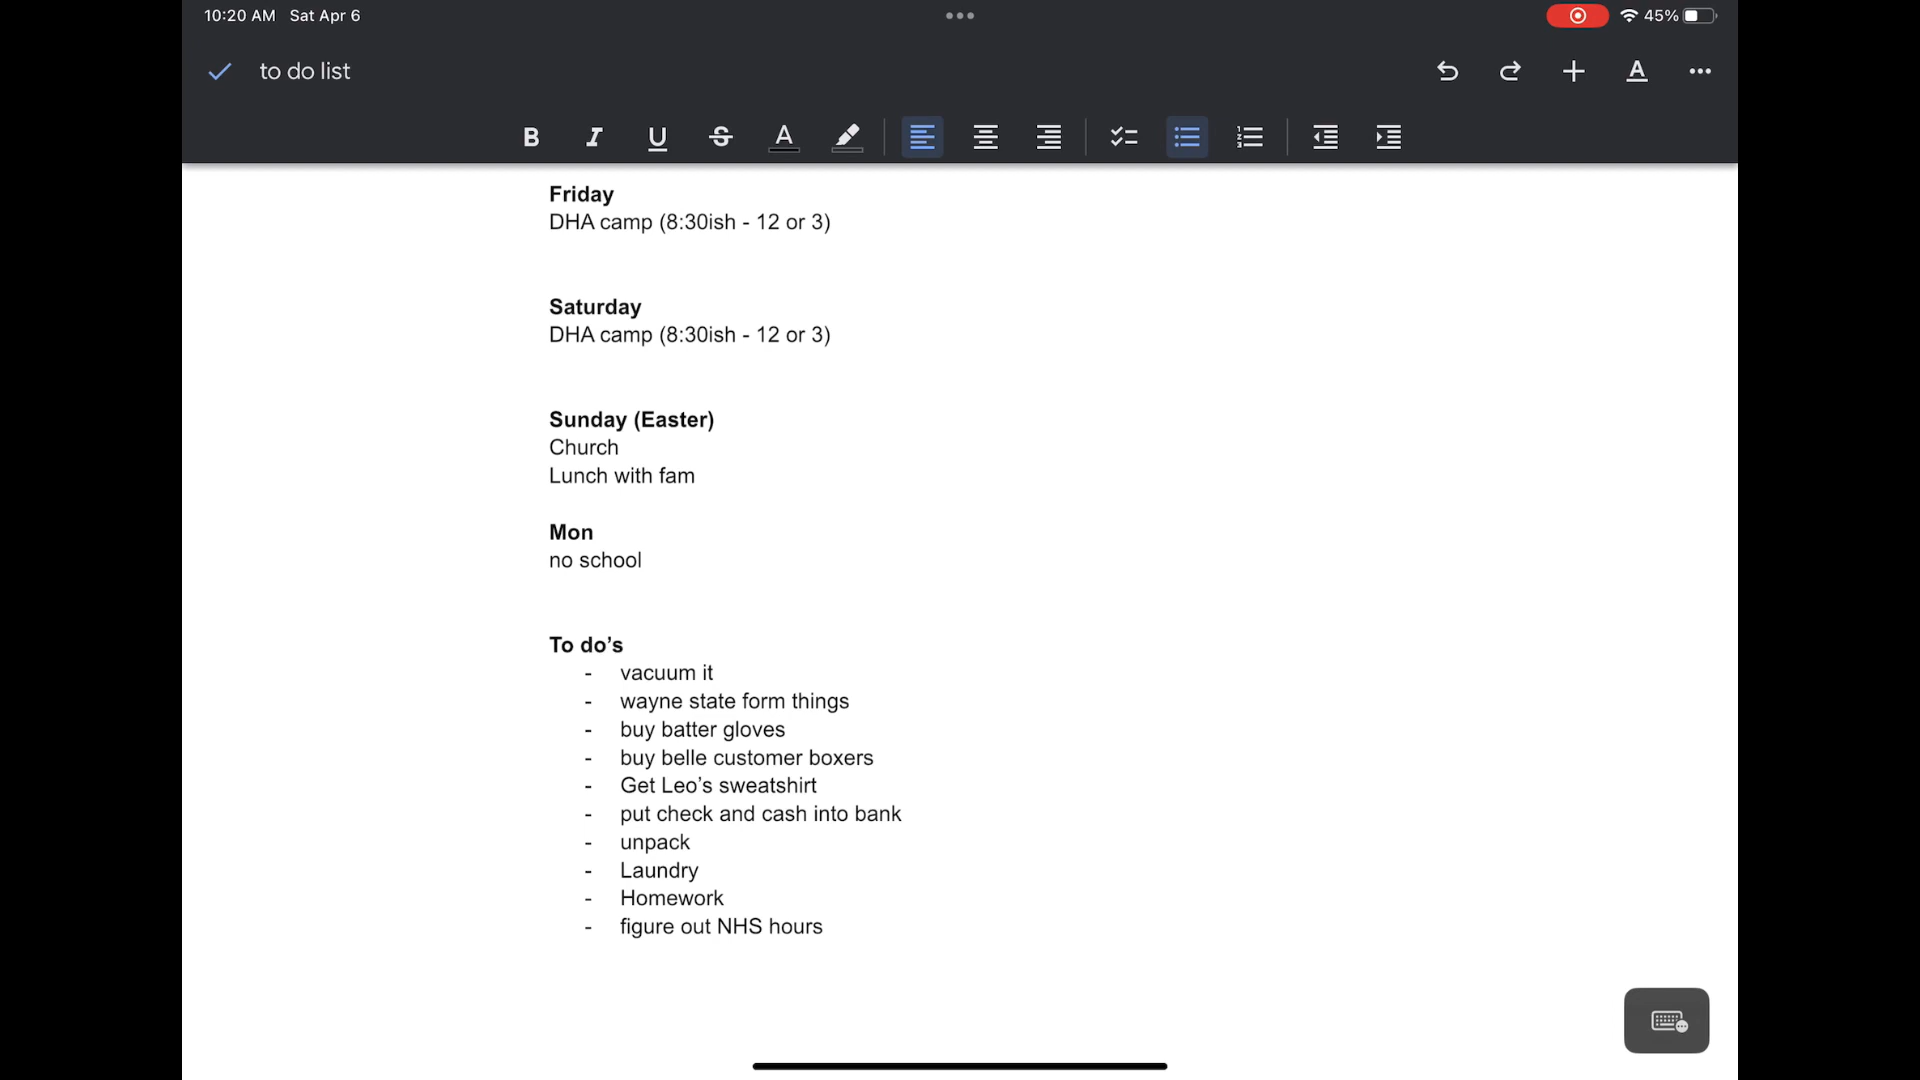 10:20 AM Sat Apr 6
45%
to do list
B I U S A
Friday
DHA camp (8:30ish - 12 or 3)
Saturday
DHA camp (8:30ish - 12 or 3)
Sunday (Easter)
Church
Lunch with fam
Mon
no school
To do’s
- vacuum it
- wayne state form things
- buy batter gloves
- buy belle customer boxers
- Get Leo’s sweatshirt
- put check and cash into bank
- unpack
- Laundry
- Homework
- figure out NHS hours